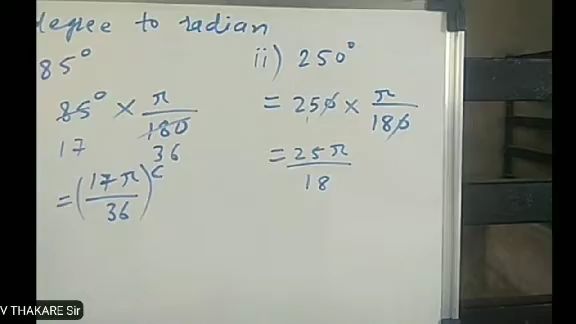 degree to radian
85°
85° × π/180
17 36
= (17π/36)ᶜ
ii) 250°
= 250 × π/180
= 25π/18
V THAKARE Sir